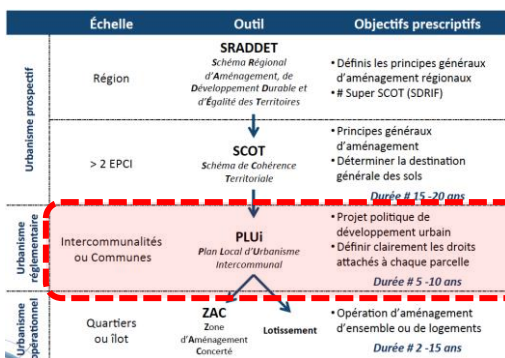 Échelle Outil Objectifs prescriptifs
Urbanisme prospectif
Région
SRADDET
Schéma Régional
d'Aménagement, de
Développement Durable et
d'Égalité des Territoires
• Définis les principes généraux
d'aménagement régionaux
• # Super SCOT (SDRIF)
> 2 EPCI
SCOT
Schéma de Cohérence
Territoriale
• Principes généraux
d'aménagement
• Déterminer la destination
générale des sols
Durée # 15 -20 ans
Urbanisme
réglementaire
Intercommunalités
ou Communes
PLUi
Plan Local d'Urbanisme
Intercommunal
• Projet politique de
développement urbain
• Définir clairement les droits
attachés à chaque parcelle
Durée # 5 -10 ans
Urbanisme
opérationnel
Quartiers
ou îlot
ZAC
Zone
d'Aménagement
Concerté
Lotissement
• Opération d'aménagement
d'ensemble ou de logements
Durée # 2 -15 ans